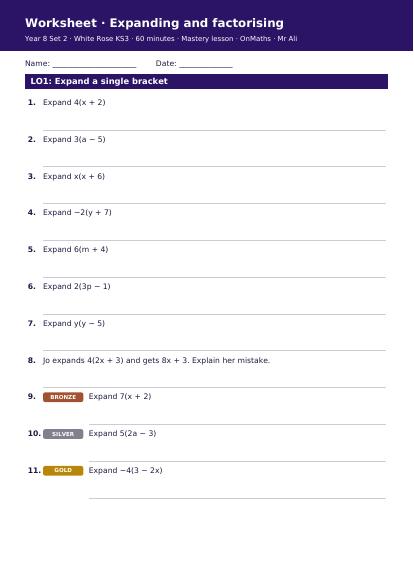 Worksheet · Expanding and factorising
Year 8 Set 2 · White Rose KS3 · 60 minutes · Mastery lesson · OnMaths · Mr Ali
Name: ____________________ Date: _____________
LO1: Expand a single bracket
1. Expand 4(x + 2)
2. Expand 3(a − 5)
3. Expand x(x + 6)
4. Expand −2(y + 7)
5. Expand 6(m + 4)
6. Expand 2(3p − 1)
7. Expand y(y − 5)
8. Jo expands 4(2x + 3) and gets 8x + 3. Explain her mistake.
9. BRONZE Expand 7(x + 2)
10. SILVER Expand 5(2a − 3)
11. GOLD Expand −4(3 − 2x)